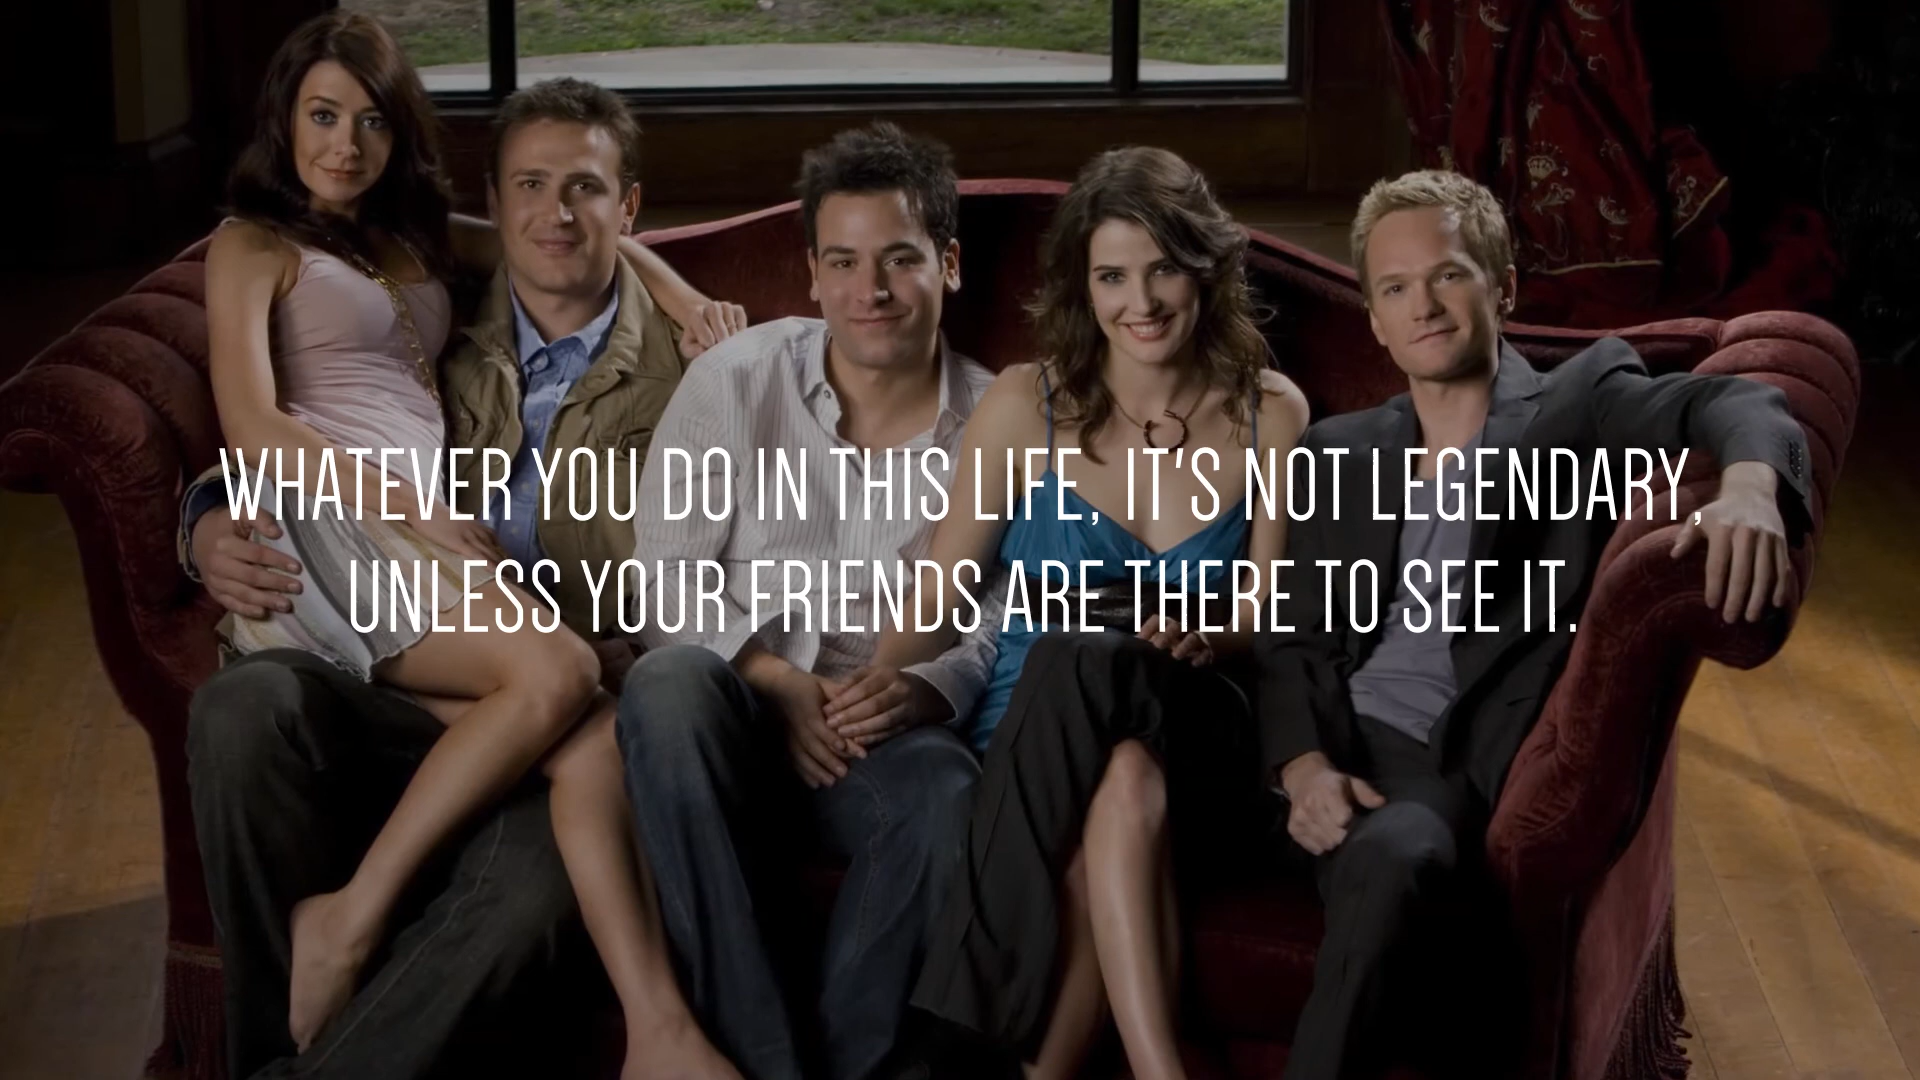 WHATEVER YOU DO IN THIS LIFE, IT'S NOT LEGENDARY,
UNLESS YOUR FRIENDS ARE THERE TO SEE IT.